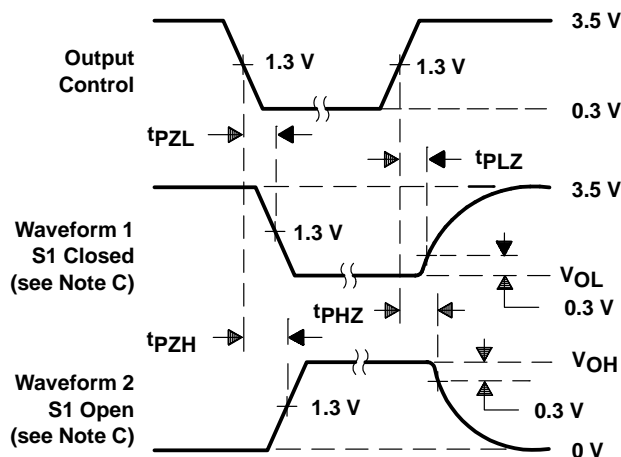 3.5 V
Output
Control
1.3 V
1.3 V
0.3 V
tPZL
tPLZ
3.5 V
Waveform 1
S1 Closed
(see Note C)
1.3 V
VOL
0.3 V
tPHZ
tPZH
VOH
Waveform 2
S1 Open
(see Note C)
1.3 V
0.3 V
0 V